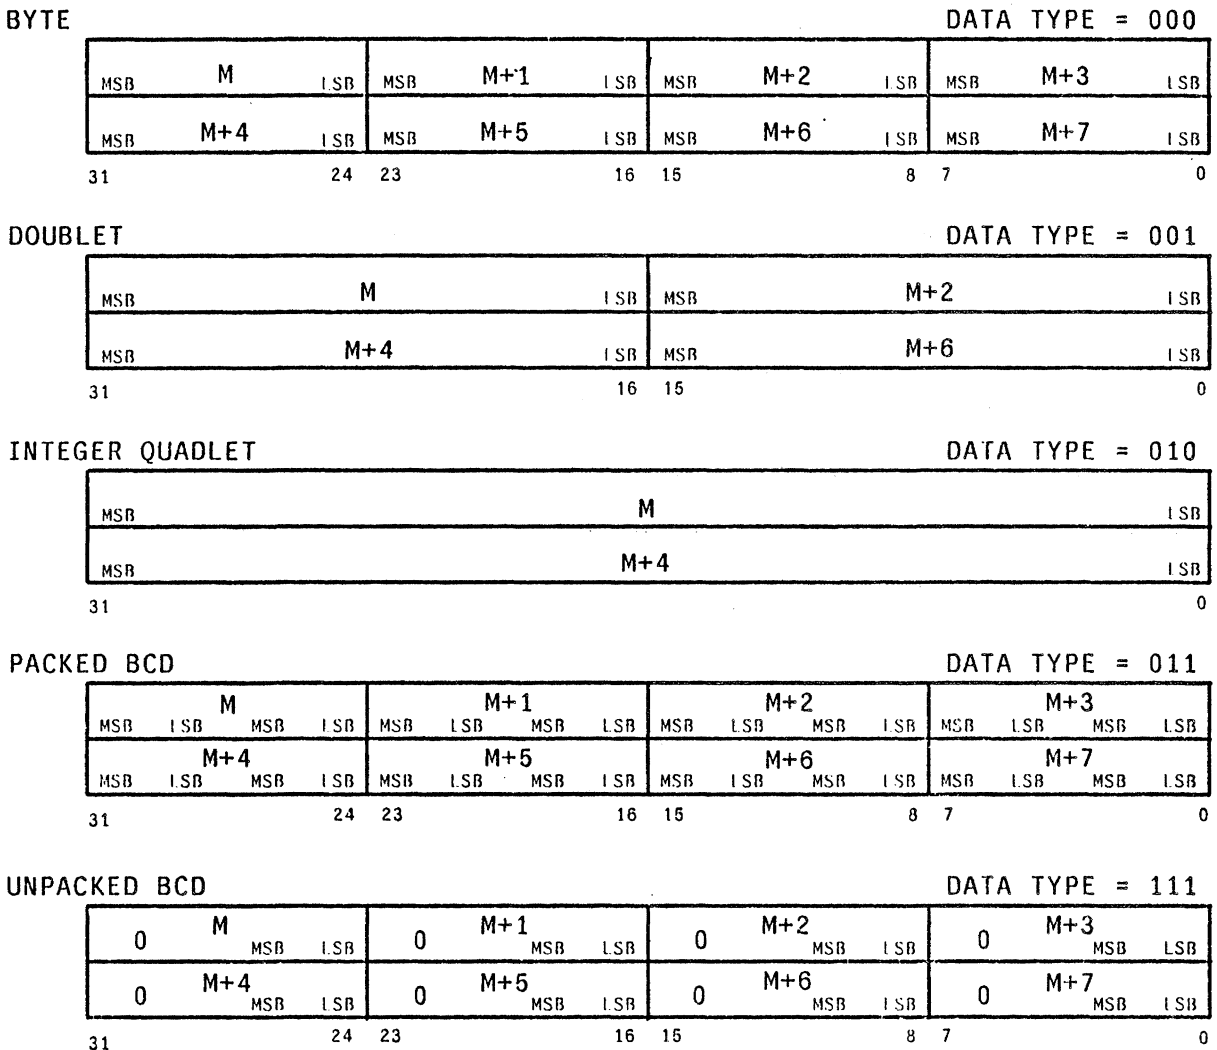 BYTE DATA TYPE = 000
MSB M LSB MSB M+1 LSB MSB M+2 LSB MSB M+3 LSB
MSB M+4 LSB MSB M+5 LSB MSB M+6 LSB MSB M+7 LSB
31 24 23 16 15 8 7 0
DOUBLET DATA TYPE = 001
MSB M LSB MSB M+2 LSB
MSB M+4 LSB MSB M+6 LSB
31 16 15 0
INTEGER QUADLET DATA TYPE = 010
MSB M LSB
MSB M+4 LSB
31 0
PACKED BCD DATA TYPE = 011
M M+1 M+2 M+3
MSB LSB MSB LSB MSB LSB MSB LSB MSB LSB MSB LSB MSB LSB MSB LSB
M+4 M+5 M+6 M+7
MSB LSB MSB LSB MSB LSB MSB LSB MSB LSB MSB LSB MSB LSB MSB LSB
31 24 23 16 15 8 7 0
UNPACKED BCD DATA TYPE = 111
0 M MSB LSB 0 M+1 MSB LSB 0 M+2 MSB LSB 0 M+3 MSB LSB
0 M+4 MSB LSB 0 M+5 MSB LSB 0 M+6 MSB LSB 0 M+7 MSB LSB
31 24 23 16 15 8 7 0